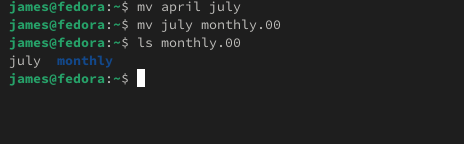 james@fedora:~$ mv april july
james@fedora:~$ mv july monthly.00
james@fedora:~$ ls monthly.00
july  monthly
james@fedora:~$